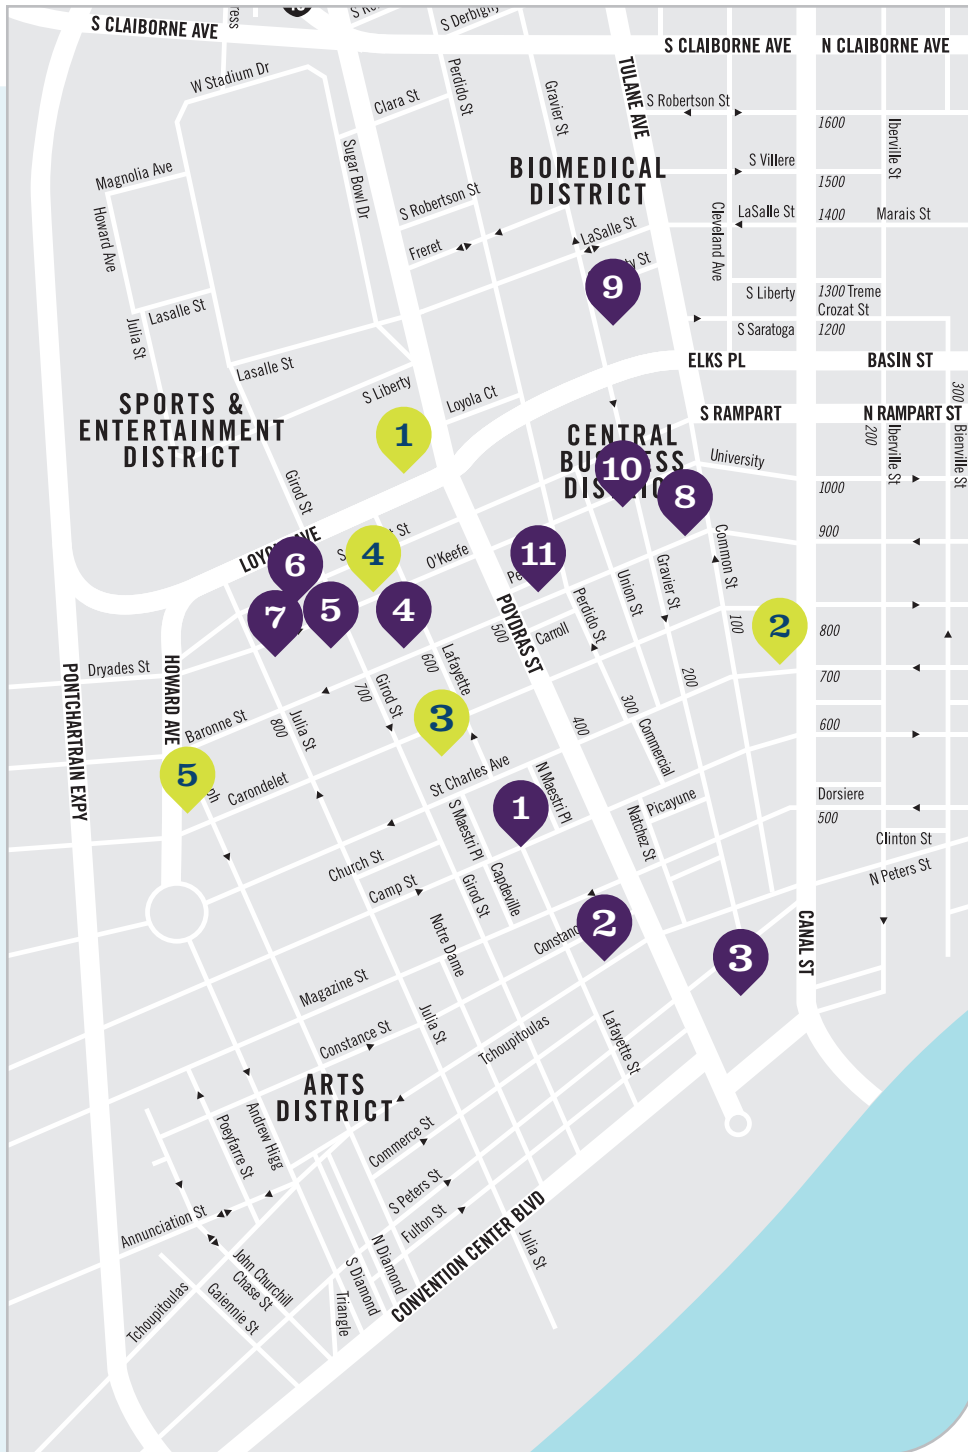 S CLAIBORNE AVE
S Derbigny
S CLAIBORNE AVE
N CLAIBORNE AVE
W Stadium Dr
Perdido St
TULANE AVE
Clara St
Gravier St
S Robertson St
1600
Iberville St
Sugar Bowl Dr
BIOMEDICAL
DISTRICT
S Villere
1500
Magnolia Ave
S Robertson St
Cleveland Ave
LaSalle St
1400
Marais St
Howard Ave
Freret
LaSalle St
9
S Liberty
1300
Treme
Crozat St
Lasalle St
Julia St
S Saratoga
1200
Lasalle St
ELKS PL
BASIN ST
S Liberty
Loyola Ct
300
SPORTS &
ENTERTAINMENT
DISTRICT
S RAMPART
N RAMPART ST
1
CENTRAL
BUSINESS
DISTRICT
200
Iberville St
Bienville St
University
10
8
1000
Girod St
900
4
O'Keefe
11
Common St
6
Gravier St
Union St
7
5
4
Perdido St
100
2
800
POYDRAS ST
500
Carroll
Dryades St
600
Lafayette
700
HOWARD AVE
PONTCHARTRAIN EXPY
700
Girod St
200
3
300
Baronne St
800
Julia St
400
Commercial
600
5
Carondelet
St Charles Ave
N Maestri Pl
1
Picayune
Dorsiere
500
S Maestri Pl
Natchez St
Clinton St
Church St
Camp St
Girod St
Capdeville
N Peters St
2
Notre Dame
CANAL ST
3
Magazine St
Julia St
Constance St
Tchoupitoulas
Lafayette St
ARTS
DISTRICT
Poeyfarre St
Andrew Higg
Commerce St
S Peters St
Fulton St
Annunciation St
CONVENTION CENTER BLVD
Julia St
N Diamond
S Diamond
John Churchill
Chase St
Gaiennie St
Triangle
Tchoupitoulas